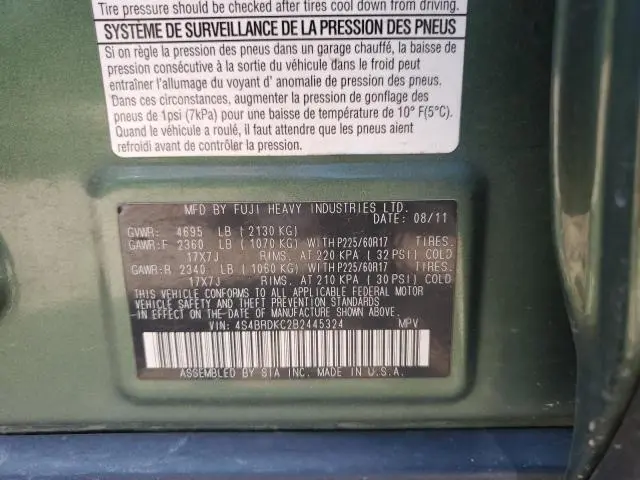 Tire pressure should be checked after tires cool down from driving.
SYSTÈME DE SURVEILLANCE DE LA PRESSION DES PNEUS
Si on règle la pression des pneus dans un garage chauffé, la baisse de
pression consécutive à la sortie du véhicule dans le froid peut
entraîner l'allumage du voyant d' anomalie de pression des pneus.
Dans ces circonstances, augmenter la pression de gonflage des
pneus de 1psi (7kPa) pour une baisse de température de 10° F(5°C).
Quand le véhicule a roulé, il faut attendre que les pneus aient
refroidi avant de contrôler la pression.
MFD BY FUJI HEAVY INDUSTRIES LTD.
DATE: 08/11
GVWR: 4695 LB ( 2130 KG)
GAWR:F 2360 LB ( 1070 KG) WITH P225/60R17 TIRES.
17X7J RIMS. AT 220 KPA ( 32 PSI) COLD
GAWR:R 2340 LB ( 1060 KG) WITH P225/60R17 TIRES.
17X7J RIMS. AT 210 KPA ( 30 PSI) COLD
THIS VEHICLE CONFORMS TO ALL APPLICABLE FEDERAL MOTOR
VEHICLE SAFETY AND THEFT PREVENTION STANDARDS
IN EFFECT ON THE DATE OF MANUFACTURE SHOWN ABOVE.
VIN: 4S4BRDKC2B2445324 MPV
ASSEMBLED BY SIA INC. MADE IN U.S.A.